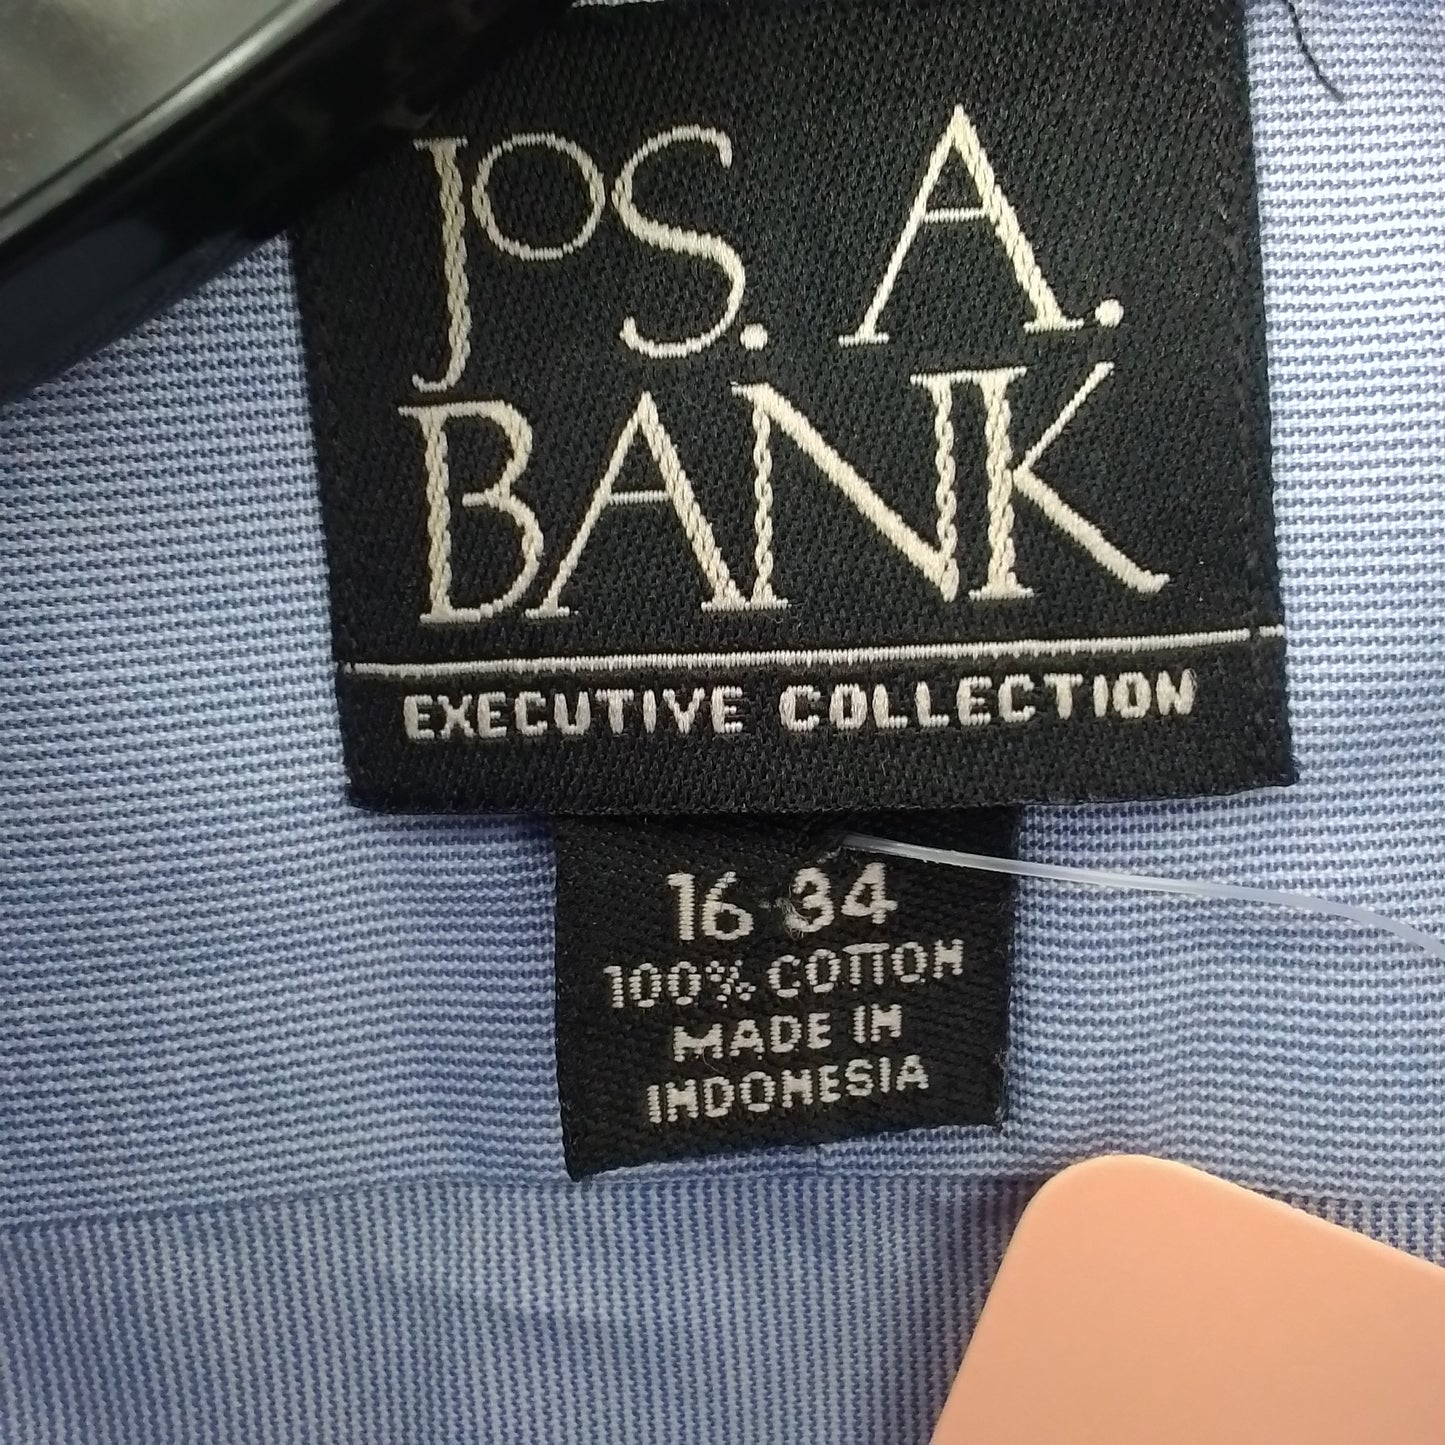 JOS. A.
BANK
EXECUTIVE COLLECTION
16-34
100% COTTON
MADE IN
INDONESIA